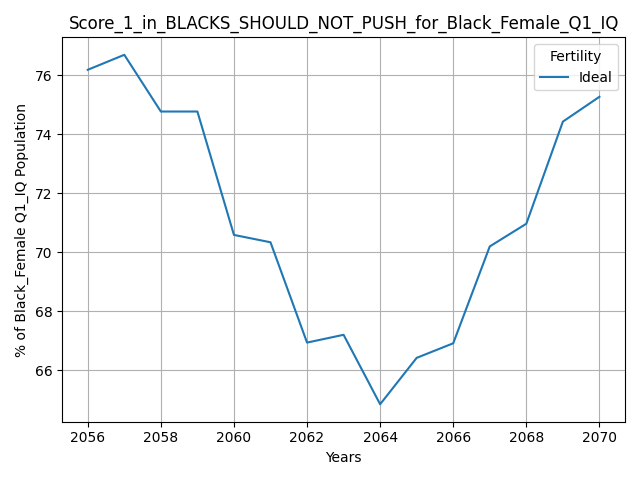 Score_1_in_BLACKS_SHOULD_NOT_PUSH_for_Black_Female_Q1_IQ
Fertility
Ideal
% of Black_Female Q1_IQ Population
76
74
72
70
68
66
2056 2058 2060 2062 2064 2066 2068 2070
Years